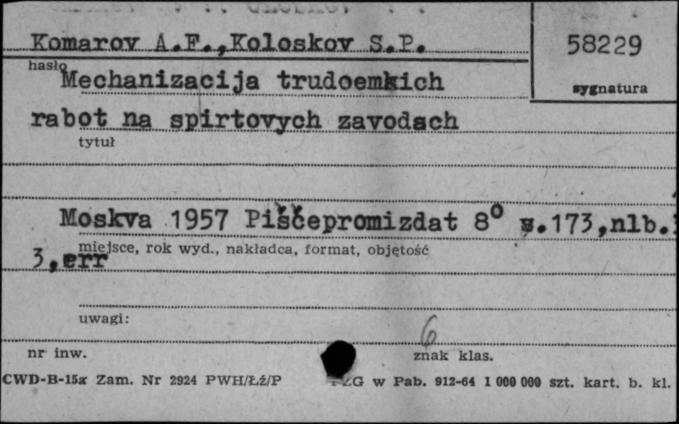 Komarov A.F.,Koloskov S.P.
58229
hasło
sygnatura
Mechanizacija trudoemkich
rabot na spirtovych zavodach
tytuł
Moskva 1957 Piščepromizdat 8° s.173,nlb.
miejsce, rok wyd., nakładca, format, objętość
3,err
uwagi:
6
nr inw.
znak klas.
CWD-B-15a Zam. Nr 2924 PWH/Łź/P w Pab. 912-64 1 000 000 szt. kart. b. kl.